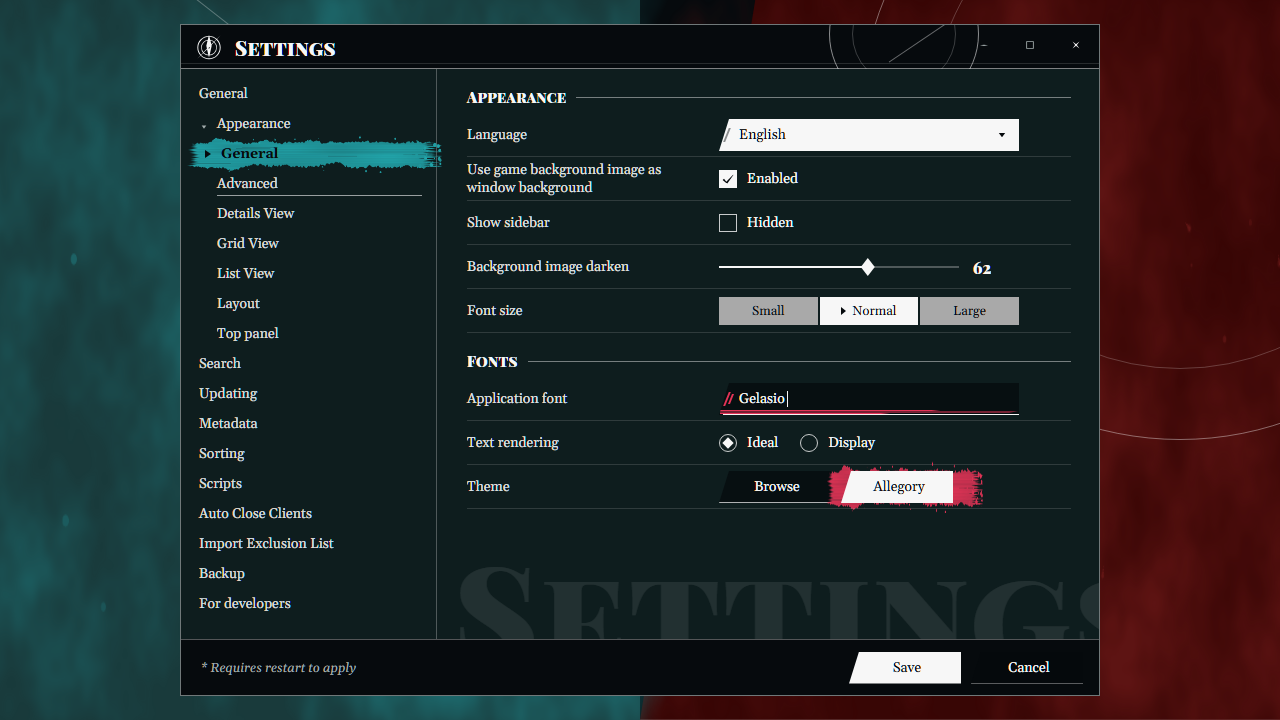 SETTINGS
General
Appearance
General
Advanced
Details View
Grid View
List View
Layout
Top panel
Search
Updating
Metadata
Sorting
Scripts
Auto Close Clients
Import Exclusion List
Backup
For developers
APPEARANCE
Language
English
Use game background image as
window background
Enabled
Show sidebar
Hidden
Background image darken
62
Font size
Small
Normal
Large
FONTS
Application font
Gelasio
Text rendering
Ideal
Display
Theme
Browse
Allegory
SETTINGS
* Requires restart to apply
Save
Cancel